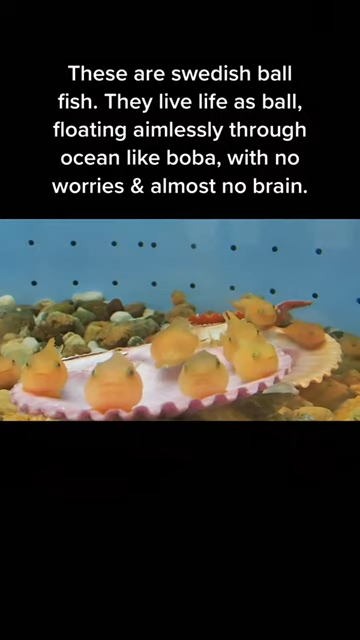 These are swedish ball
fish. They live life as ball,
floating aimlessly through
ocean like boba, with no
worries & almost no brain.